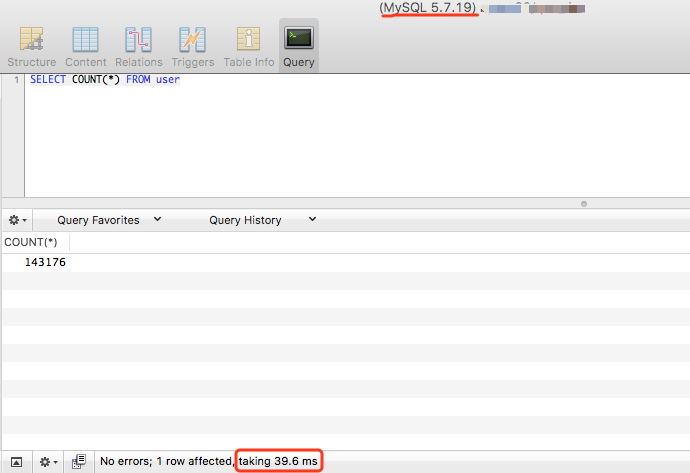 (MySQL 5.7.19)
Structure Content Relations Triggers Table Info Query
1 SELECT COUNT(*) FROM user
Query Favorites Query History
COUNT(*)
143176
No errors; 1 row affected, taking 39.6 ms